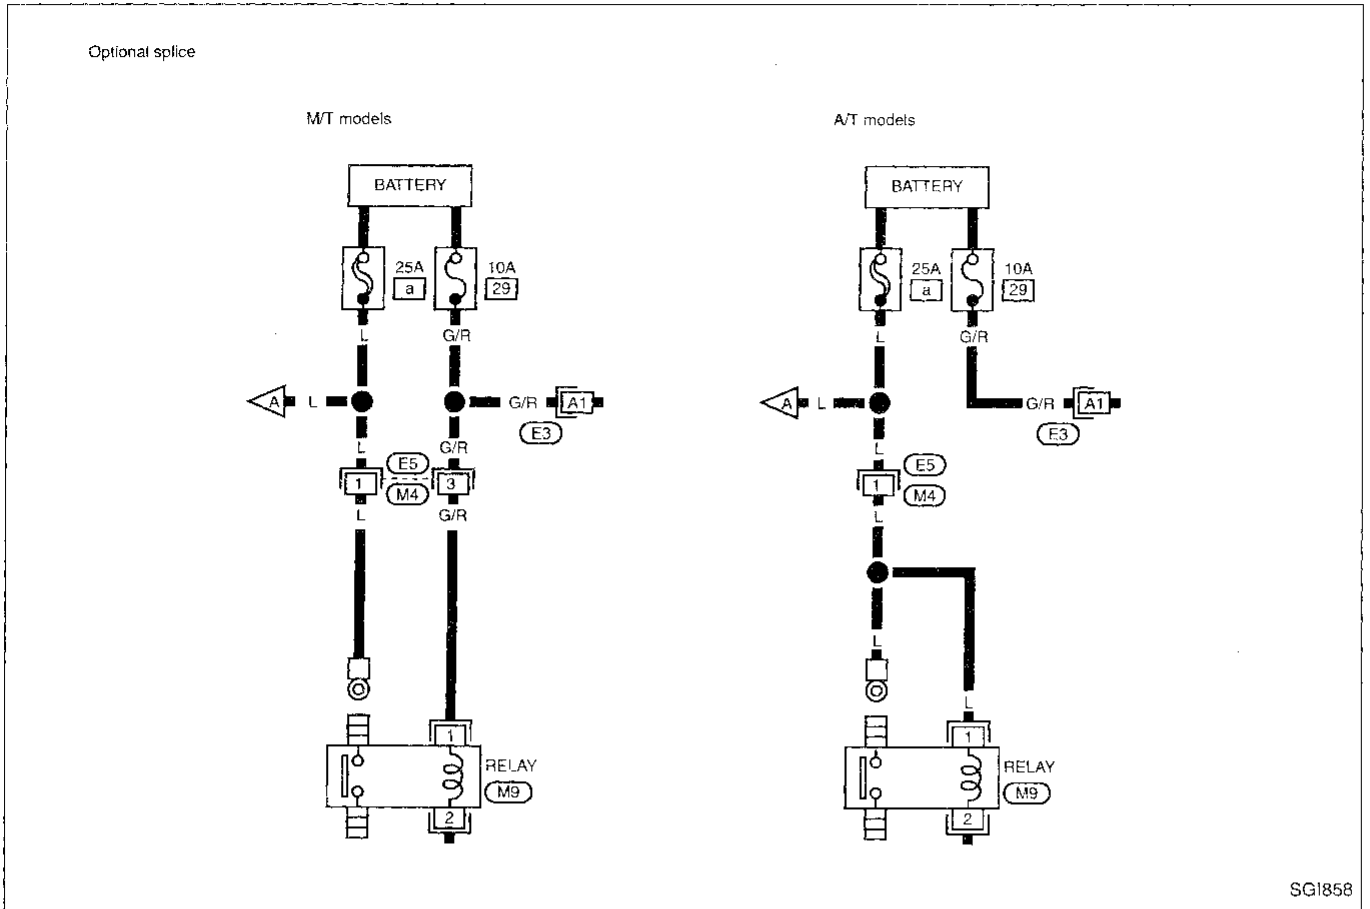 Optional splice
M/T models
A/T models
BATTERY
BATTERY
25A
a
10A
29
25A
a
10A
29
L
G/R
L
G/R
A
L
G/R
A1
A
L
G/R
A1
E3
E3
L
G/R
L
1
E5
M4
3
1
E5
M4
L
G/R
L
L
L
1
1
RELAY
M9
RELAY
M9
2
2
SGI858